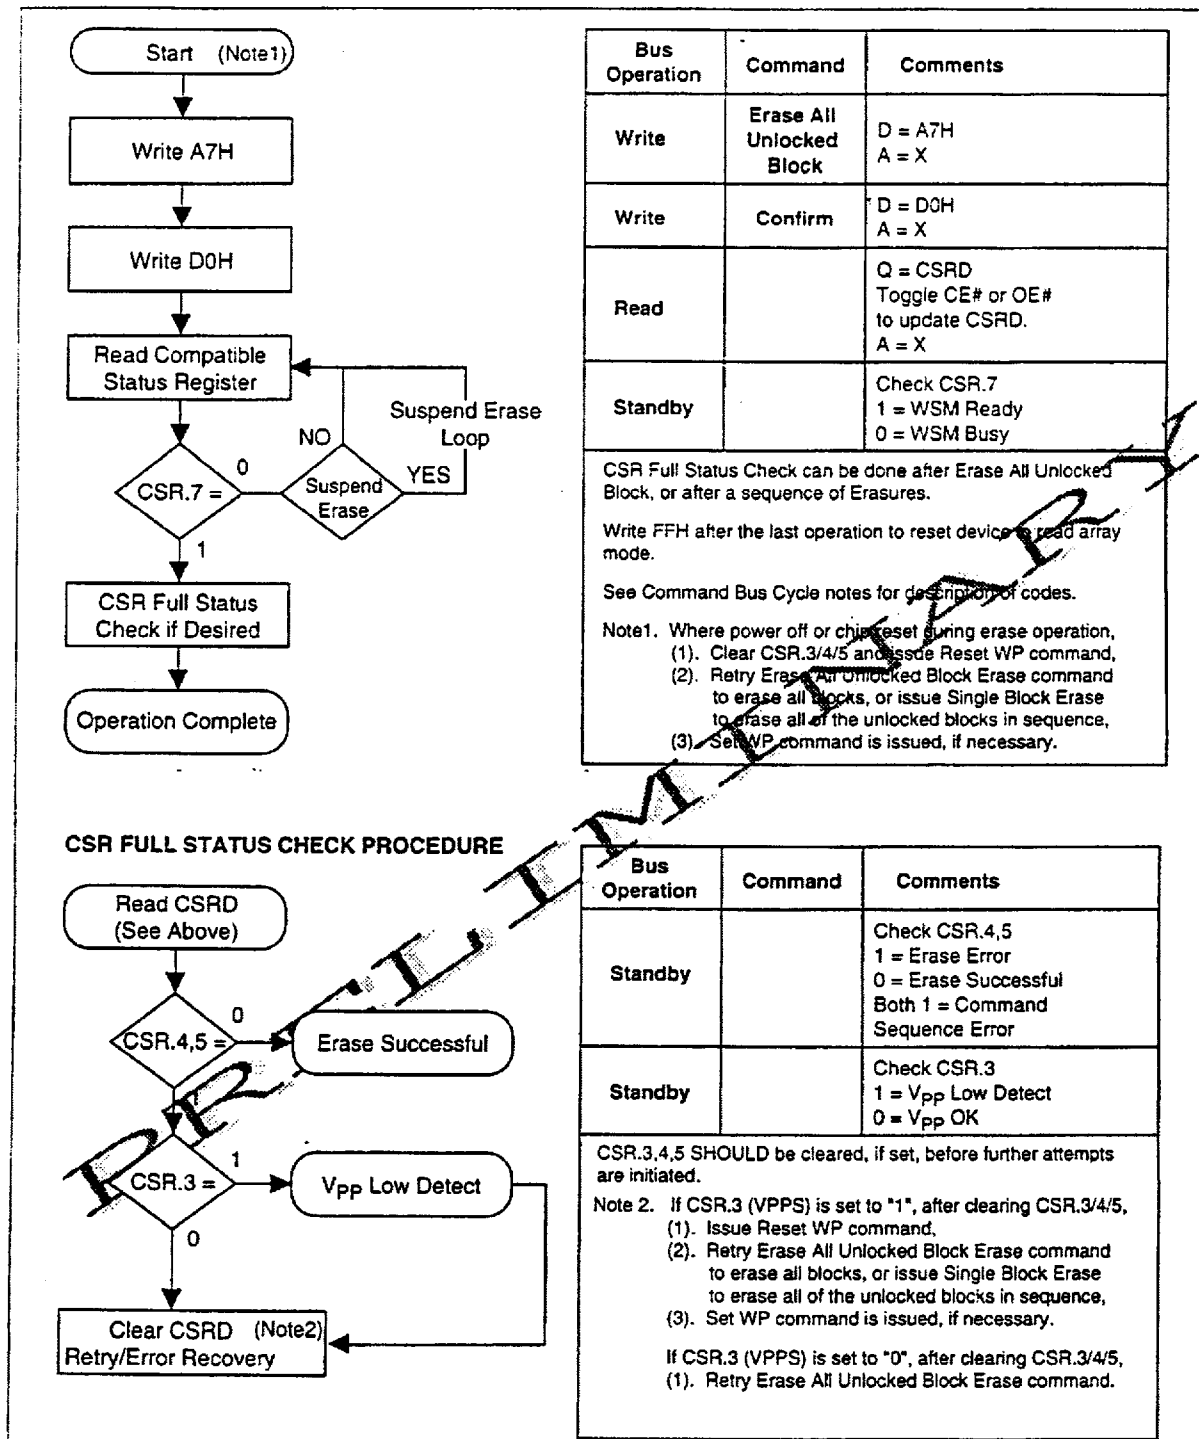 Start (Note1)
Write A7H
Write D0H
Read Compatible
Status Register
Suspend Erase
Loop
NO
YES
0
CSR.7 =
Suspend
Erase
1
CSR Full Status
Check if Desired
Operation Complete
Bus
Operation
Command
Comments
Write
Erase All
Unlocked
Block
D = A7H
A = X
Write
Confirm
D = D0H
A = X
Read
Q = CSRD
Toggle CE# or OE#
to update CSRD.
A = X
Standby
Check CSR.7
1 = WSM Ready
0 = WSM Busy
CSR Full Status Check can be done after Erase All Unlocked
Block, or after a sequence of Erasures.
Write FFH after the last operation to reset device to read array
mode.
See Command Bus Cycle notes for description of codes.
Note1. Where power off or chip reset during erase operation,
(1). Clear CSR.3/4/5 and issue Reset WP command,
(2). Retry Erase All Unlocked Block Erase command
to erase all blocks, or issue Single Block Erase
to erase all of the unlocked blocks in sequence,
(3). Set WP command is issued, if necessary.
PRELIMINARY
CSR FULL STATUS CHECK PROCEDURE
Read CSRD
(See Above)
0
CSR.4,5 =
Erase Successful
1
CSR.3 =
1
VPP Low Detect
0
Clear CSRD (Note2)
Retry/Error Recovery
Bus
Operation
Command
Comments
Standby
Check CSR.4,5
1 = Erase Error
0 = Erase Successful
Both 1 = Command
Sequence Error
Standby
Check CSR.3
1 = VPP Low Detect
0 = VPP OK
CSR.3,4,5 SHOULD be cleared, if set, before further attempts
are initiated.
Note 2. If CSR.3 (VPPS) is set to "1", after clearing CSR.3/4/5,
(1). Issue Reset WP command,
(2). Retry Erase All Unlocked Block Erase command
to erase all blocks, or issue Single Block Erase
to erase all of the unlocked blocks in sequence,
(3). Set WP command is issued, if necessary.
If CSR.3 (VPPS) is set to "0", after clearing CSR.3/4/5,
(1). Retry Erase All Unlocked Block Erase command.